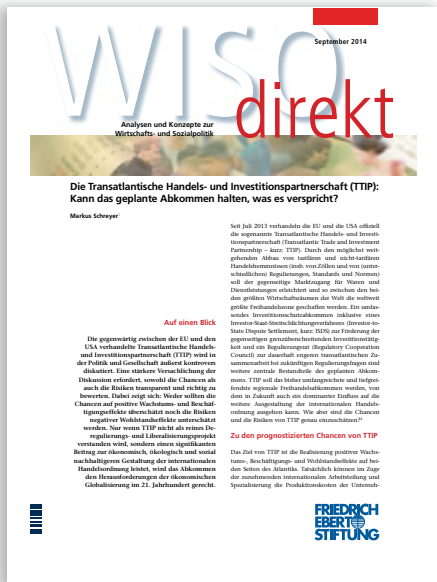 WISO
direkt
September 2014
Analysen und Konzepte zur
Wirtschafts- und Sozialpolitik
Die Transatlantische Handels- und Investitionspartnerschaft (TTIP):
Kann das geplante Abkommen halten, was es verspricht?
Markus Schreyer¹
Auf einen Blick
Die gegenwärtig zwischen der EU und den
USA verhandelte Transatlantische Handels-
und Investitionspartnerschaft (TTIP) wird in
der Politik und Gesellschaft äußerst kontrovers
diskutiert. Eine stärkere Versachlichung der
Diskussion erfordert, sowohl die Chancen als
auch die Risiken transparent und richtig zu
bewerten. Dabei zeigt sich: Weder sollten die
Chancen auf positive Wachstums- und Beschäf-
tigungseffekte überschätzt noch die Risiken
negativer Wohlstandseffekte unterschätzt
werden. Nur wenn TTIP nicht als reines De-
regulierungs- und Liberalisierungsprojekt
verstanden wird, sondern einen signifikanten
Beitrag zur ökonomisch, ökologisch und sozial
nachhaltigeren Gestaltung der internationalen
Handelsordnung leistet, wird das Abkommen
den Herausforderungen der ökonomischen
Globalisierung im 21. Jahrhundert gerecht.
Seit Juli 2013 verhandeln die EU und die USA offiziell
die sogenannte Transatlantische Handels- und Investi-
tionspartnerschaft (Transatlantic Trade and Investment
Partnership – kurz: TTIP). Durch den möglichst weit-
gehenden Abbau von tarifären und nicht-tarifären
Handelshemmnissen (insb. von Zöllen und von (unter-
schiedlichen) Regulierungen, Standards und Normen)
soll der gegenseitige Marktzugang für Waren und
Dienstleistungen erleichtert und so zwischen den bei-
den größten Wirtschaftsräumen der Welt die weltweit
größte Freihandelszone geschaffen werden. Ein umfas-
sendes Investitionsschutzabkommen inklusive eines
Investor-Staat-Streitschlichtungsverfahrens (Investor-to-
State Dispute Settlement, kurz: ISDS) zur Förderung der
gegenseitigen grenzüberschreitenden Investitionstätig-
keit und ein Regulierungsrat (Regulatory Cooperation
Council) zur dauerhaft engeren transatlantischen Zu-
sammenarbeit bei zukünftigen Regulierungsfragen sind
weitere zentrale Bestandteile des geplanten Abkom-
mens. TTIP soll das bisher umfangreichste und tiefgrei-
fendste regionale Freihandelsabkommen werden, von
dem in Zukunft auch ein dominanter Einfluss auf die
weitere Ausgestaltung der internationalen Handels-
ordnung ausgehen kann. Wie aber sind die Chancen
und die Risiken von TTIP genau einzuschätzen?²
Zu den prognostizierten Chancen von TTIP
Das Ziel von TTIP ist die Realisierung positiver Wachs-
tums-, Beschäftigungs- und Wohlstandseffekte auf bei-
den Seiten des Atlantiks. Tatsächlich können im Zuge
der zunehmenden internationalen Arbeitsteilung und
Spezialisierung die Produktionskosten der Unterneh-
FRIEDRICH
EBERT
STIFTUNG